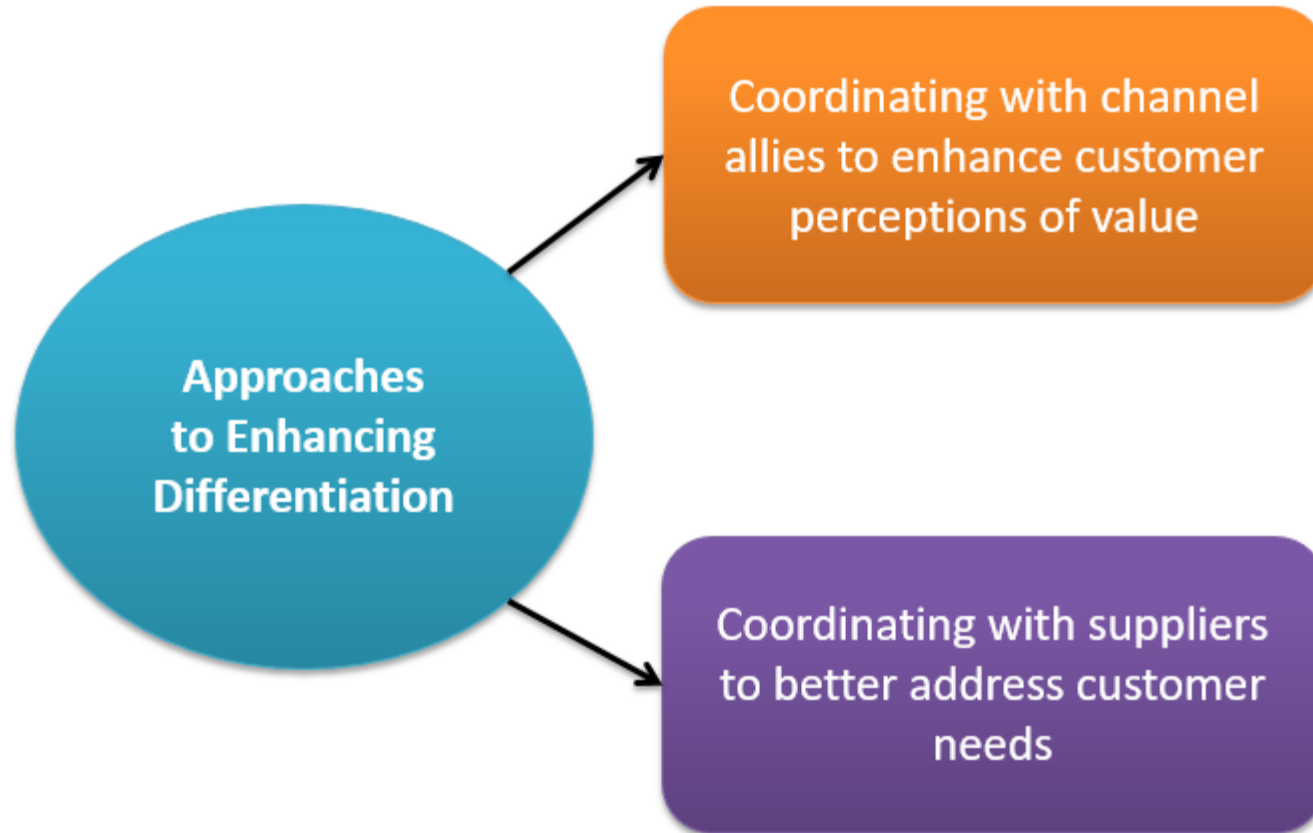 Coordinating with channel
allies to enhance customer
perceptions of value
Approaches
to Enhancing
Differentiation
Coordinating with suppliers
to better address customer
needs